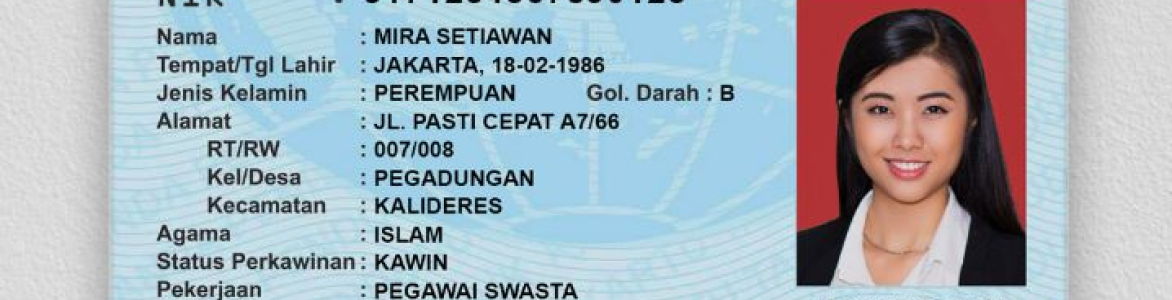 NIK
Nama : MIRA SETIAWAN
Tempat/Tgl Lahir : JAKARTA, 18-02-1986
Jenis Kelamin : PEREMPUAN Gol. Darah : B
Alamat : JL. PASTI CEPAT A7/66
RT/RW : 007/008
Kel/Desa : PEGADUNGAN
Kecamatan : KALIDERES
Agama : ISLAM
Status Perkawinan : KAWIN
Pekerjaan : PEGAWAI SWASTA